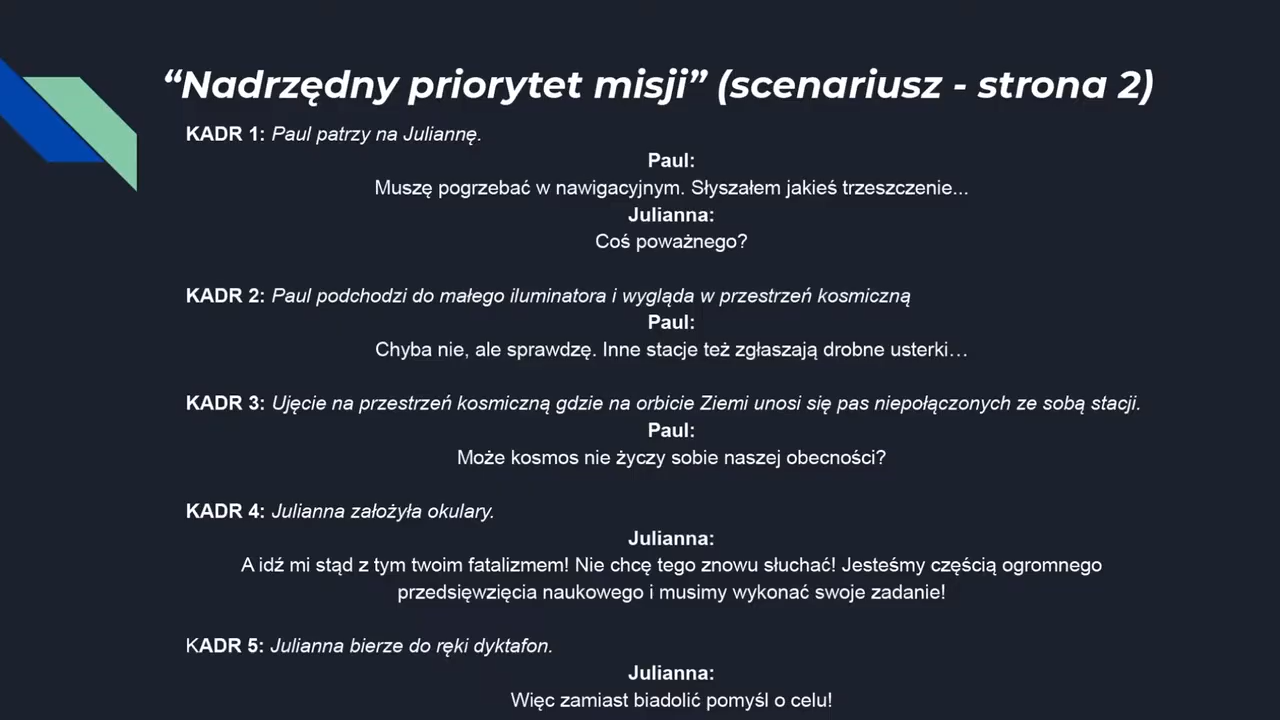 “Nadrzędny priorytet misji” (scenariusz - strona 2)
KADR 1: Paul patrzy na Juliannę.
Paul:
Muszę pogrzebać w nawigacyjnym. Słyszałem jakieś trzeszczenie...
Julianna:
Coś poważnego?
KADR 2: Paul podchodzi do małego iluminatora i wygląda w przestrzeń kosmiczną
Paul:
Chyba nie, ale sprawdzę. Inne stacje też zgłaszają drobne usterki…
KADR 3: Ujęcie na przestrzeń kosmiczną gdzie na orbicie Ziemi unosi się pas niepołączonych ze sobą stacji.
Paul:
Może kosmos nie życzy sobie naszej obecności?
KADR 4: Julianna założyła okulary.
Julianna:
A idź mi stąd z tym twoim fatalizmem! Nie chcę tego znowu słuchać! Jesteśmy częścią ogromnego
przedsięwzięcia naukowego i musimy wykonać swoje zadanie!
KADR 5: Julianna bierze do ręki dyktafon.
Julianna:
Więc zamiast biadolić pomyśl o celu!